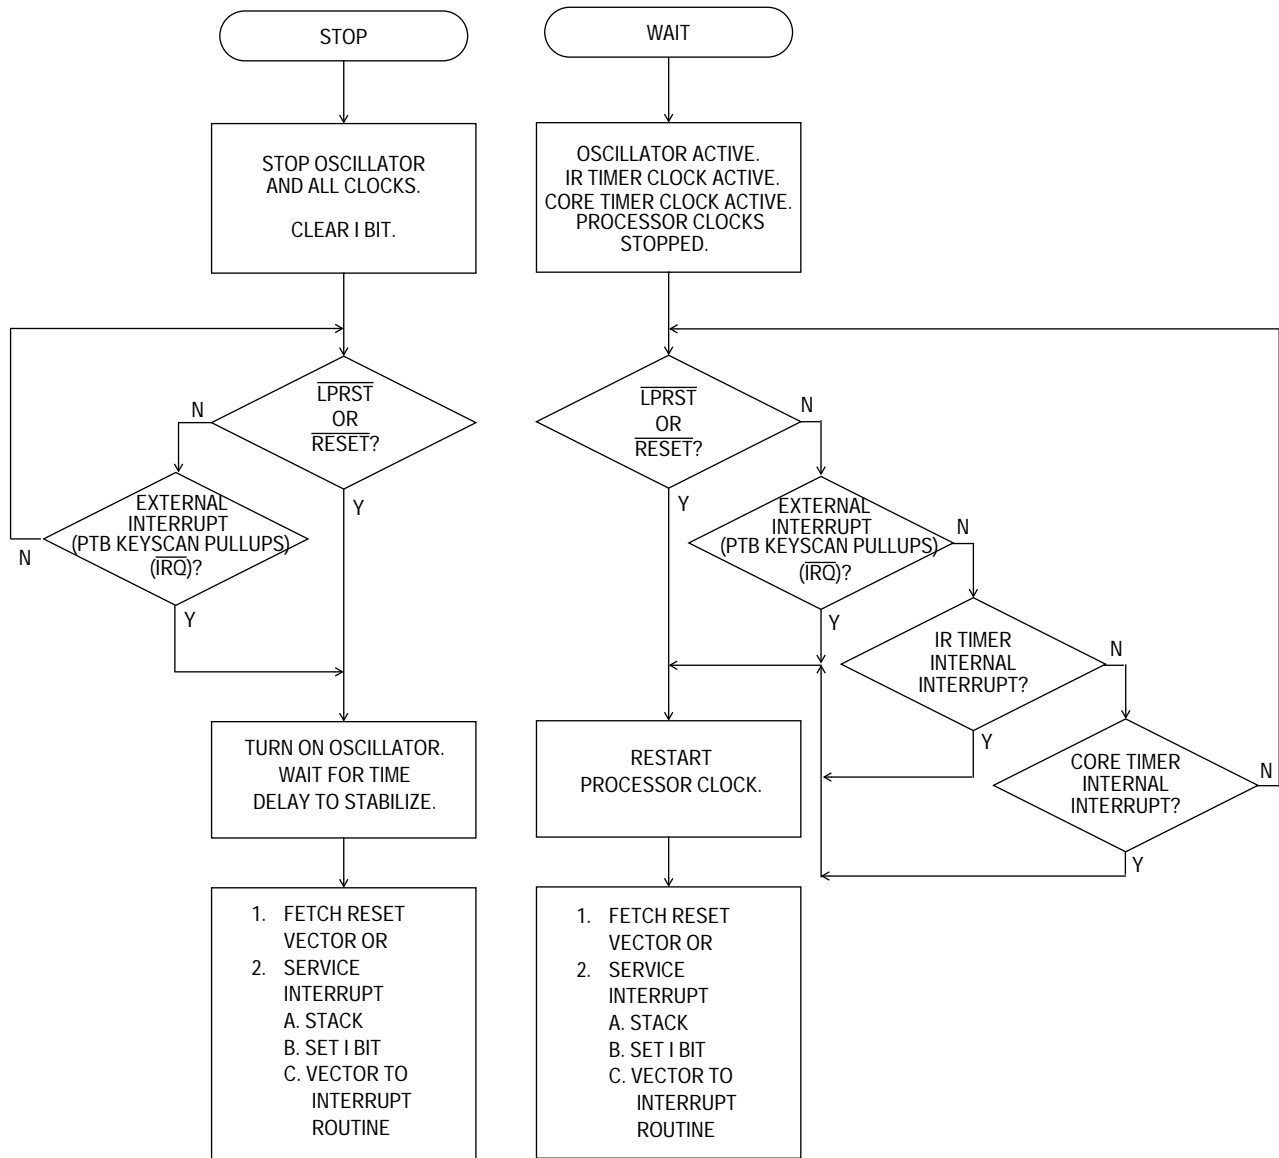 STOP
STOP OSCILLATOR
AND ALL CLOCKS.
CLEAR I BIT.
LPRST
OR
RESET?
N
Y
EXTERNAL
INTERRUPT
(PTB KEYSCAN PULLUPS)
(IRQ)?
N
Y
TURN ON OSCILLATOR.
WAIT FOR TIME
DELAY TO STABILIZE.
1. FETCH RESET
VECTOR OR
2. SERVICE
INTERRUPT
A. STACK
B. SET I BIT
C. VECTOR TO
INTERRUPT
ROUTINE
WAIT
OSCILLATOR ACTIVE.
IR TIMER CLOCK ACTIVE.
CORE TIMER CLOCK ACTIVE.
PROCESSOR CLOCKS
STOPPED.
LPRST
OR
RESET?
N
Y
EXTERNAL
INTERRUPT
(PTB KEYSCAN PULLUPS)
(IRQ)?
N
Y
IR TIMER
INTERNAL
INTERRUPT?
N
Y
CORE TIMER
INTERNAL
INTERRUPT?
N
Y
RESTART
PROCESSOR CLOCK.
1. FETCH RESET
VECTOR OR
2. SERVICE
INTERRUPT
A. STACK
B. SET I BIT
C. VECTOR TO
INTERRUPT
ROUTINE